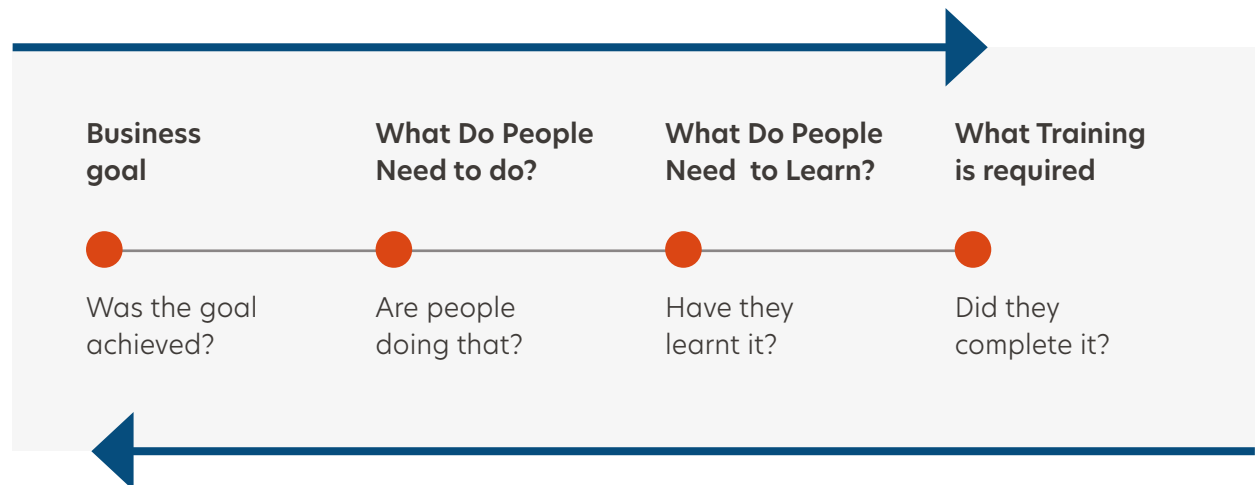 Business
goal
What Do People
Need to do?
What Do People
Need  to Learn?
What Training
is required
Was the goal
achieved?
Are people
doing that?
Have they
learnt it?
Did they
complete it?